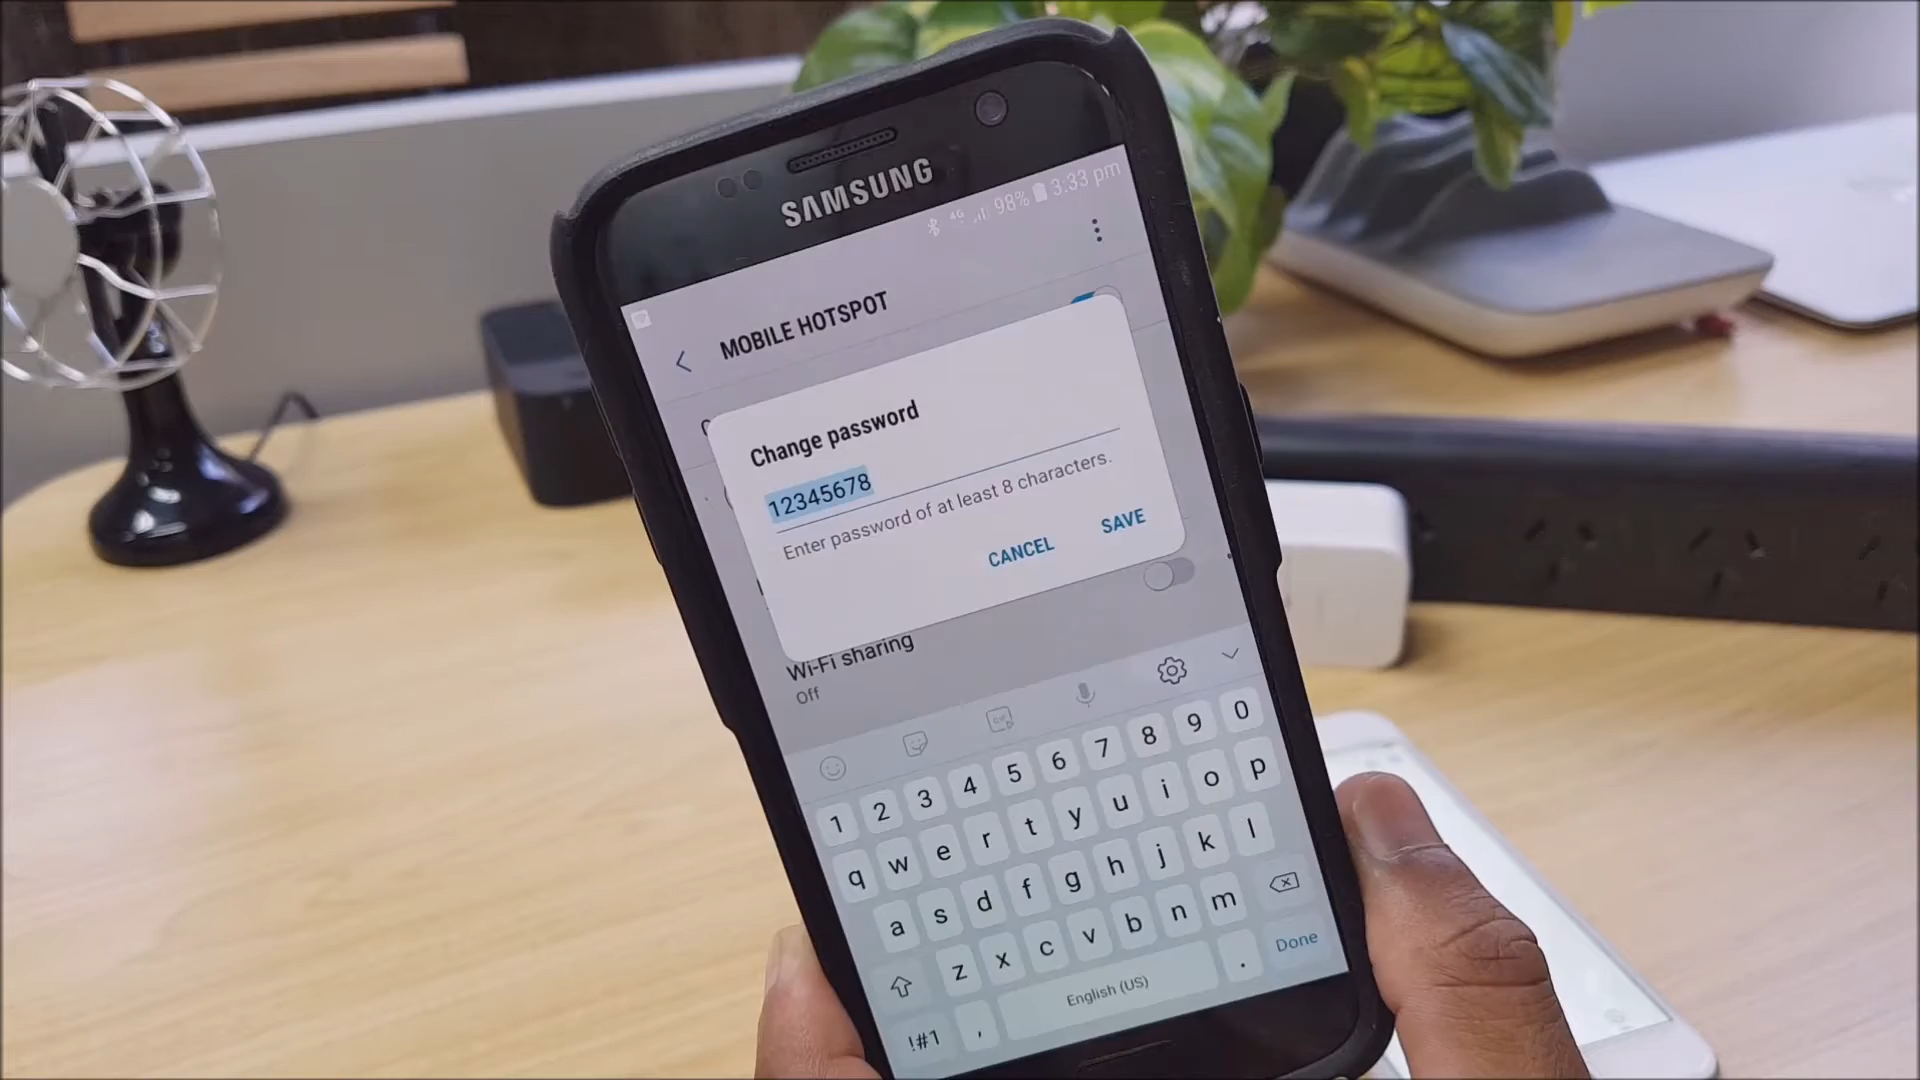 SAMSUNG
4G 98% 3:33 pm
MOBILE HOTSPOT
Change password
12345678
Enter password of at least 8 characters.
CANCEL SAVE
Wi-Fi sharing
Off
1 2 3 4 5 6 7 8 9 0
q w e r t y u i o p
a s d f g h j k l
z x c v b n m
!#1 , English (US) . Done